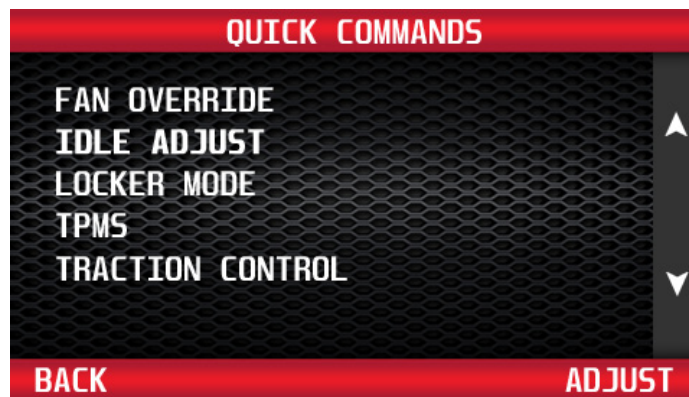 QUICK COMMANDS
FAN OVERRIDE
IDLE ADJUST
LOCKER MODE
TPMS
TRACTION CONTROL
BACK
ADJUST